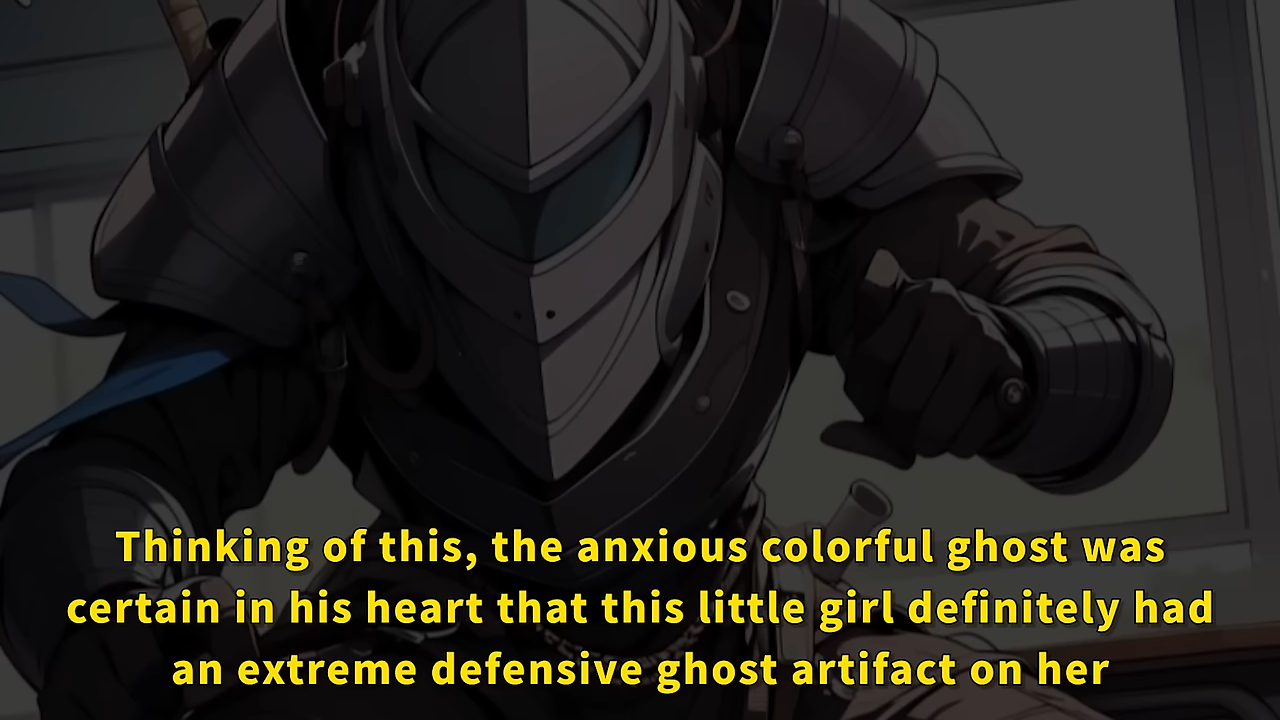 Thinking of this, the anxious colorful ghost was
certain in his heart that this little girl definitely had
an extreme defensive ghost artifact on her